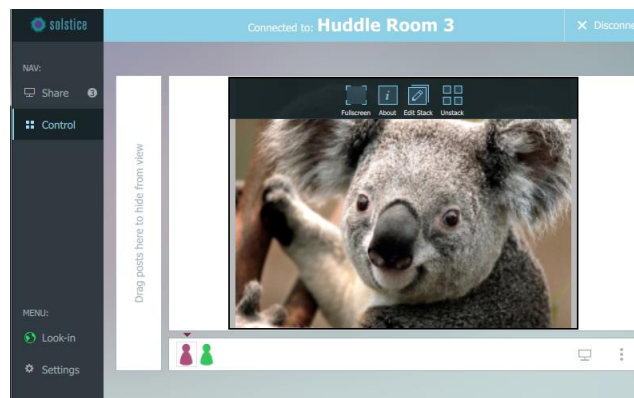 solstice
Connected to: Huddle Room 3
Disconne
NAV:
Share 3
Control
Fullscreen About Edit Stack Unstack
Drag posts here to hide from view
MENU:
Look-in
Settings